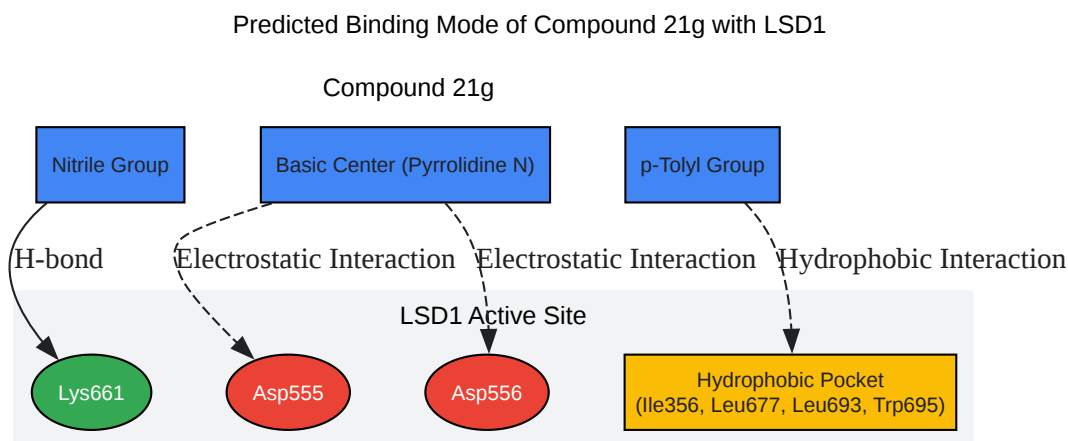 Predicted Binding Mode of Compound 21g with LSD1
Compound 21g
Nitrile Group
Basic Center (Pyrrolidine N)
p-Tolyl Group
H-bond
Electrostatic Interaction
Electrostatic Interaction
Hydrophobic Interaction
LSD1 Active Site
Lys661
Asp555
Asp556
Hydrophobic Pocket
(Ile356, Leu677, Leu693, Trp695)